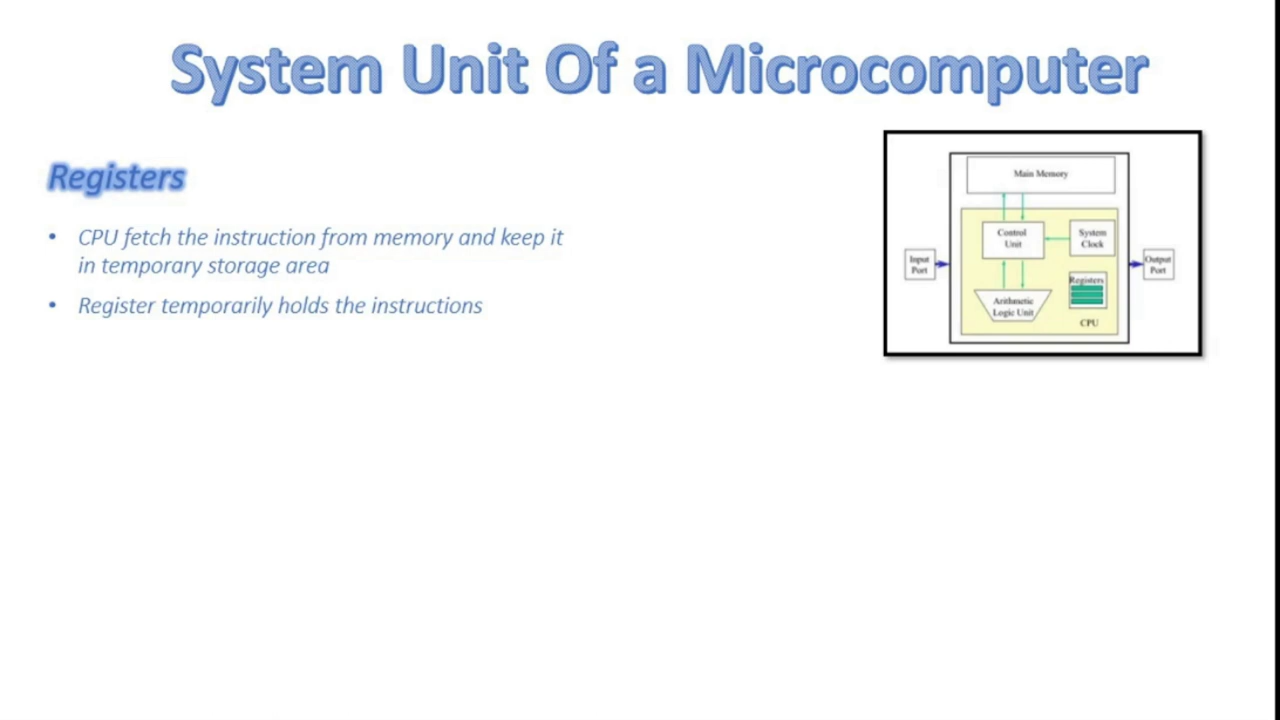 System Unit Of a Microcomputer
Registers
• CPU fetch the instruction from memory and keep it
in temporary storage area
• Register temporarily holds the instructions
Main Memory
Control
Unit
System
Clock
Input
Port
Output
Port
Registers
Arithmetic
Logic Unit
CPU